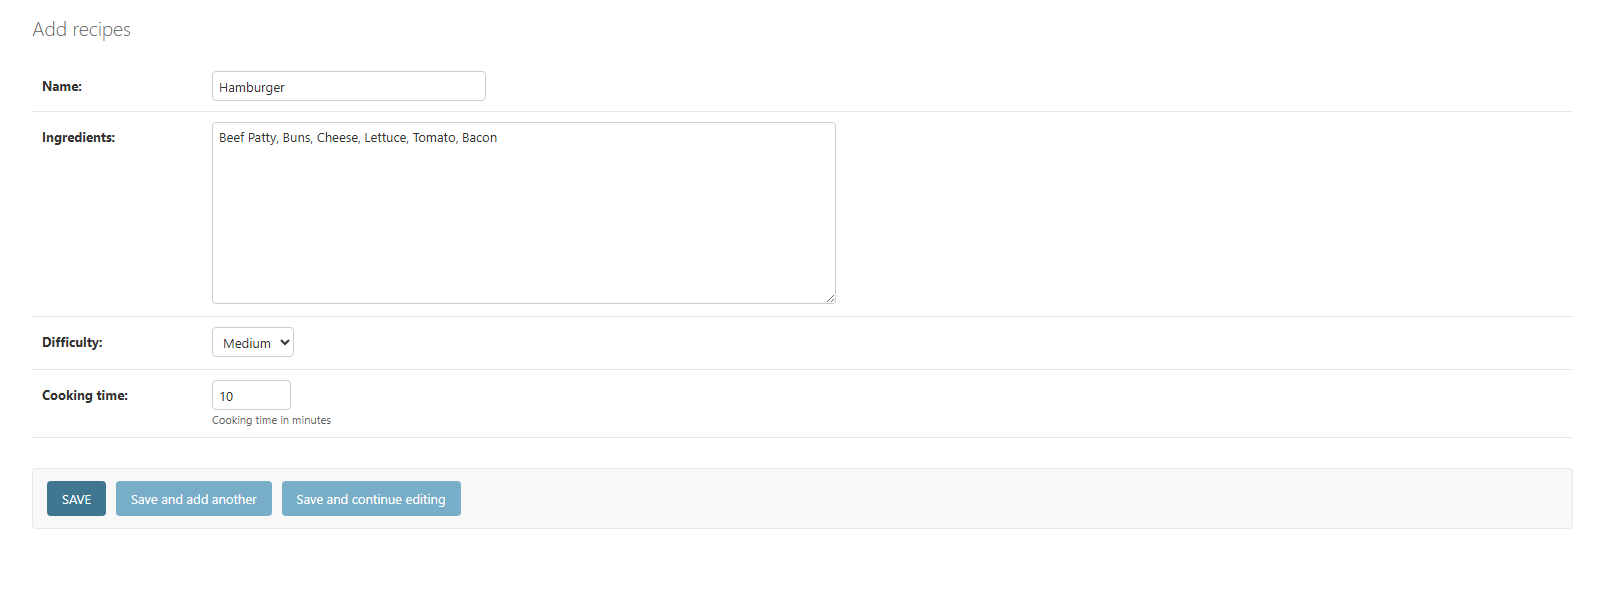 Add recipes
Name: Hamburger
Ingredients: Beef Patty, Buns, Cheese, Lettuce, Tomato, Bacon
Difficulty: Medium
Cooking time: 10
Cooking time in minutes
SAVE Save and add another Save and continue editing